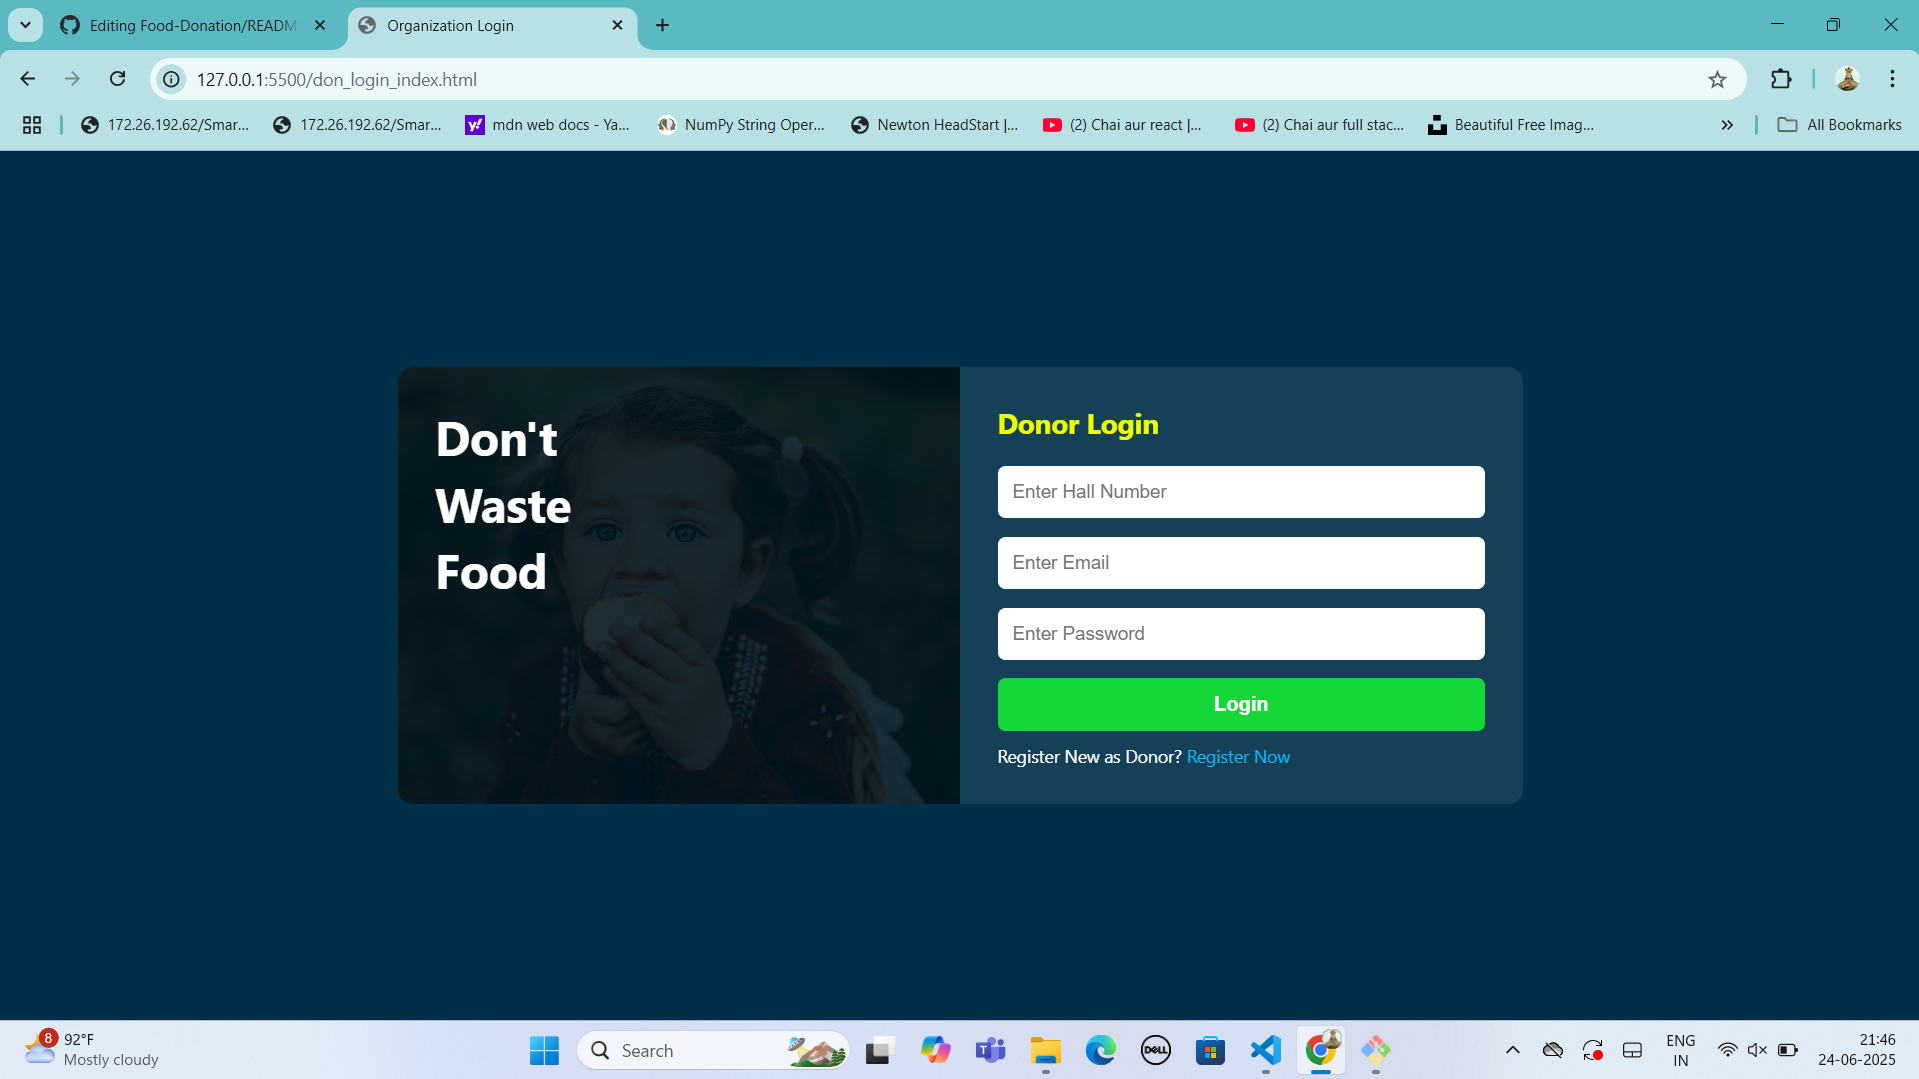 Editing Food-Donation/READM
Organization Login
127.0.0.1:5500/don_login_index.html
172.26.192.62/Smar...
172.26.192.62/Smar...
y!
mdn web docs - Ya...
NumPy String Oper...
Newton HeadStart |...
(2) Chai aur react |...
(2) Chai aur full stac...
Beautiful Free Imag...
All Bookmarks
Don't
Waste
Food
Donor Login
Enter Hall Number
Enter Email
Enter Password
Login
Register New as Donor? Register Now
8
92°F
Mostly cloudy
Search
T
DELL
ENG
IN
21:46
24-06-2025